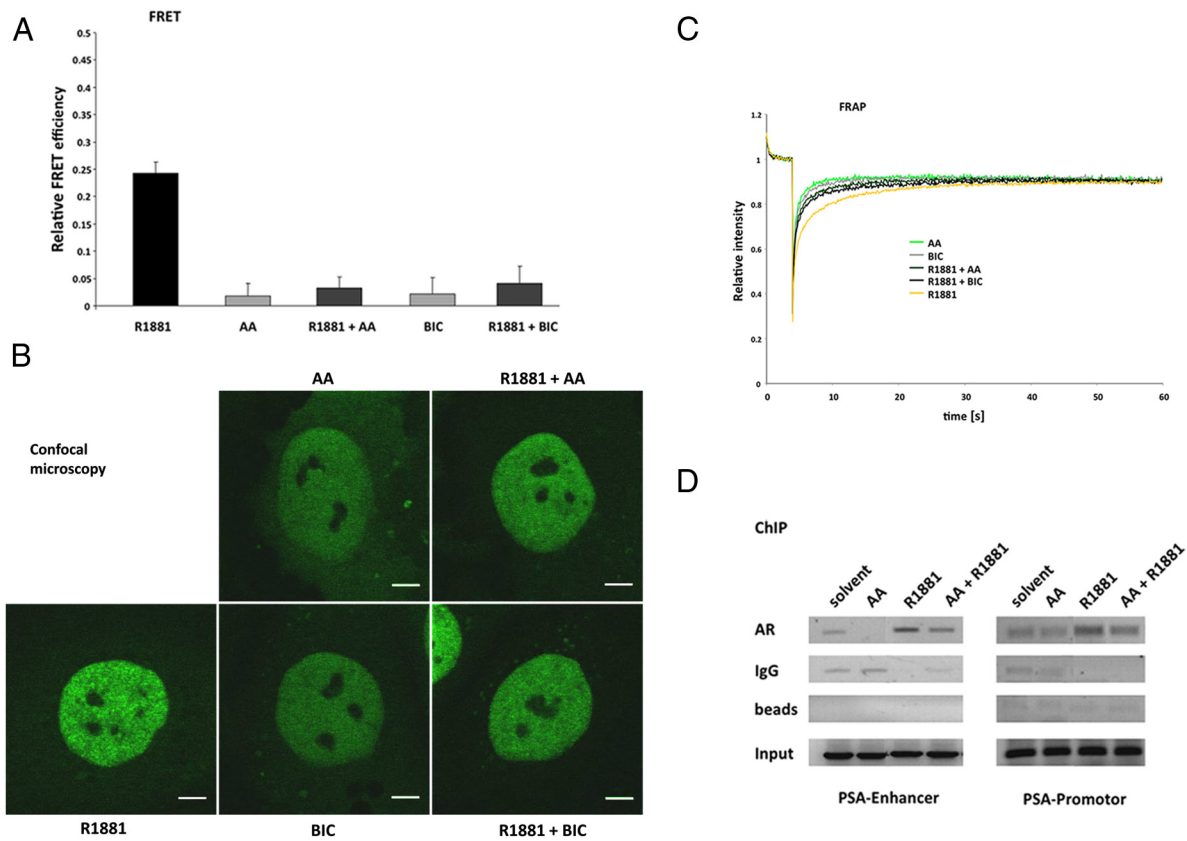 A
FRET
0.5
0.45
0.4
0.35
0.3
0.25
0.2
0.15
0.1
0.05
0
Relative FRET efficiency
R1881 AA R1881 + AA BIC R1881 + BIC
B
Confocal
microscopy
AA R1881 + AA
R1881 BIC R1881 + BIC
C
FRAP
1.2
1
0.8
0.6
0.4
0.2
0
Relative intensity
AA
BIC
R1881 + AA
R1881 + BIC
R1881
0 10 20 30 40 50 60
time [s]
D
ChIP
solvent AA R1881 AA + R1881 solvent AA R1881 AA + R1881
AR
IgG
beads
Input
PSA-Enhancer PSA-Promotor